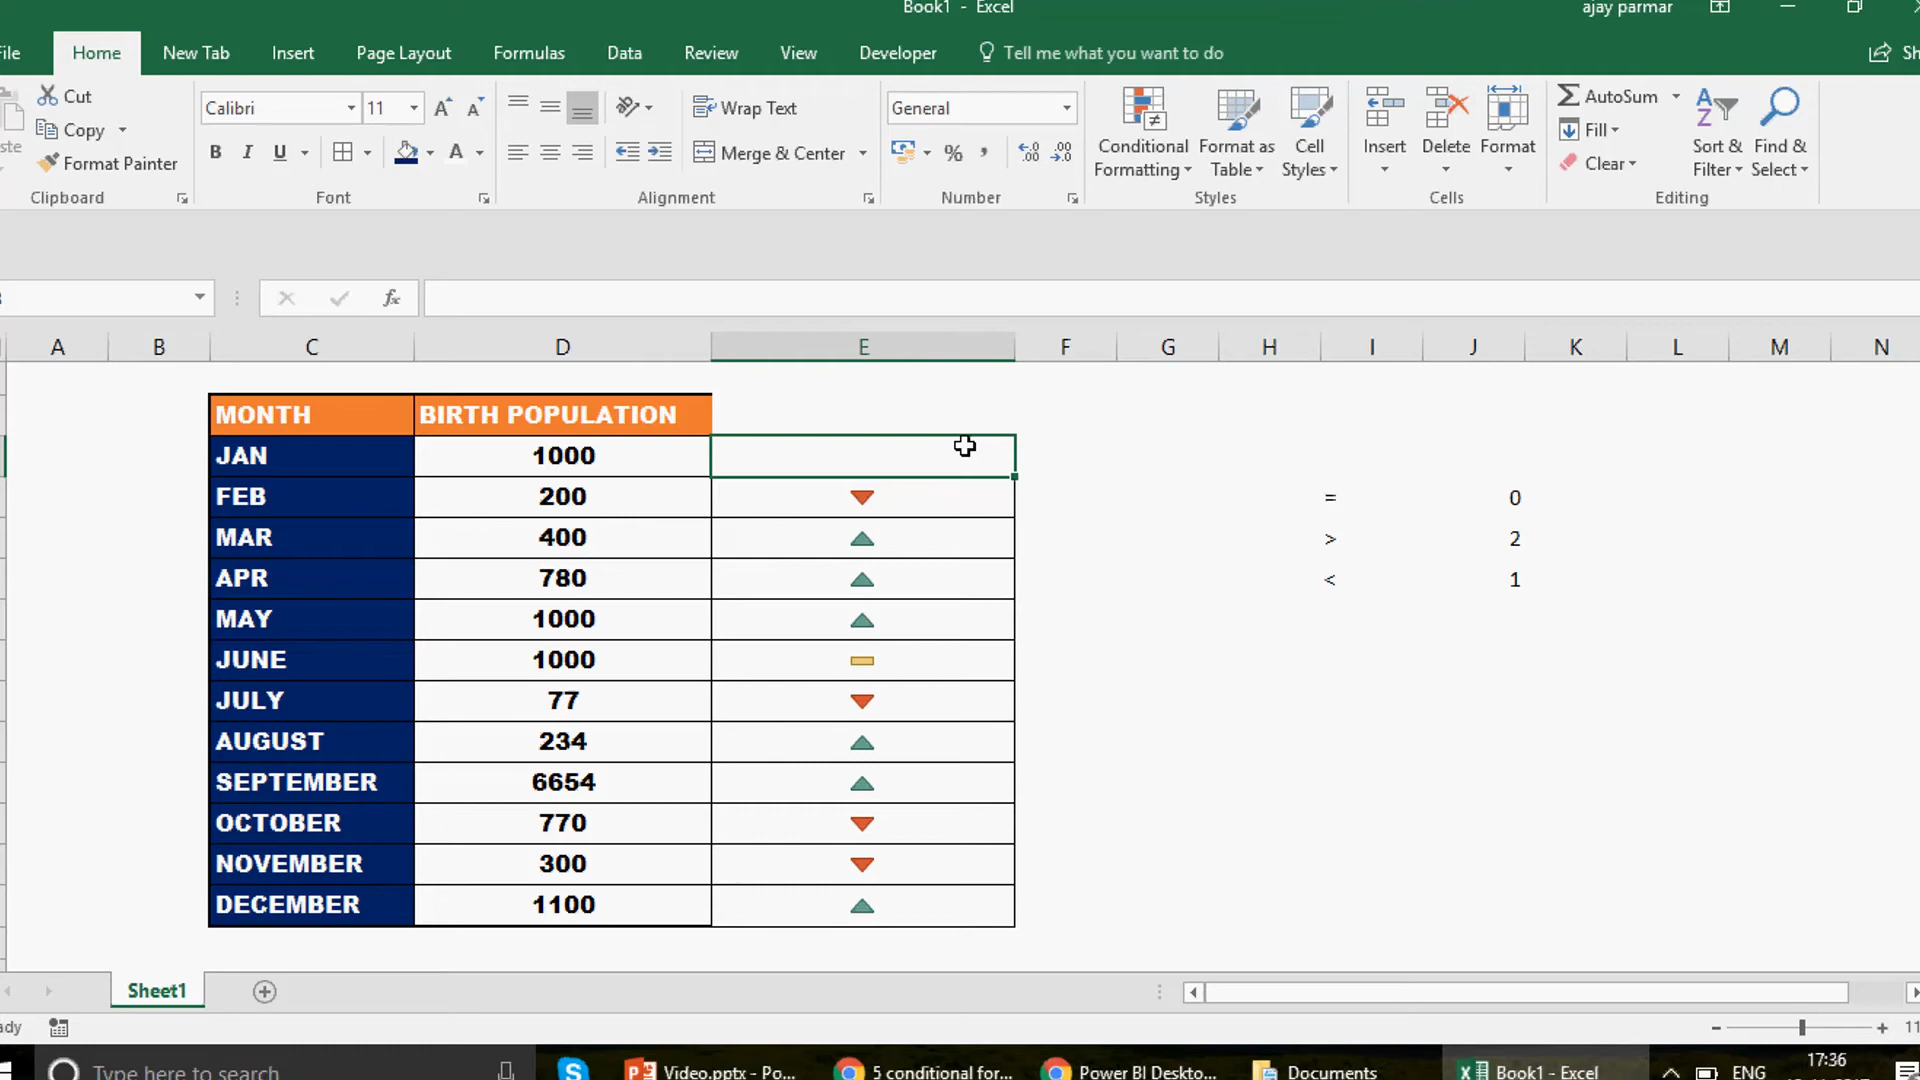 Book1 - Excel
ajay parmar
File Home New Tab Insert Page Layout Formulas Data Review View Developer Tell me what you want to do
Cut
Copy
Format Painter
Clipboard
Calibri 11
B I U A
Font
Wrap Text
Merge & Center
Alignment
General
%
Number
Conditional Formatting
Format as Table
Cell Styles
Styles
Insert Delete Format
Cells
AutoSum
Fill
Clear
Sort & Filter
Find & Select
Editing
fx
A B C D E F G H I J K L M N
MONTH BIRTH POPULATION
JAN 1000
FEB 200 = 0
MAR 400 > 2
APR 780 < 1
MAY 1000
JUNE 1000
JULY 77
AUGUST 234
SEPTEMBER 6654
OCTOBER 770
NOVEMBER 300
DECEMBER 1100
Sheet1
Type here to search
Video.pptx - Po...
5 conditional for...
Power BI Deskto...
Documents
Book1 - Excel
ENG
17:36